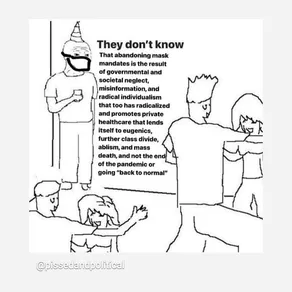 They don't know
That abandoning mask
mandates is the result
of governmental and
societal neglect,
misinformation, and
radical individualism
that too has radicalized
and promotes private
healthcare that lends
itself to eugenics,
further class divide,
ablism, and mass
death, and not the end
of the pandemic or
going "back to normal"
@pissedandpolitical